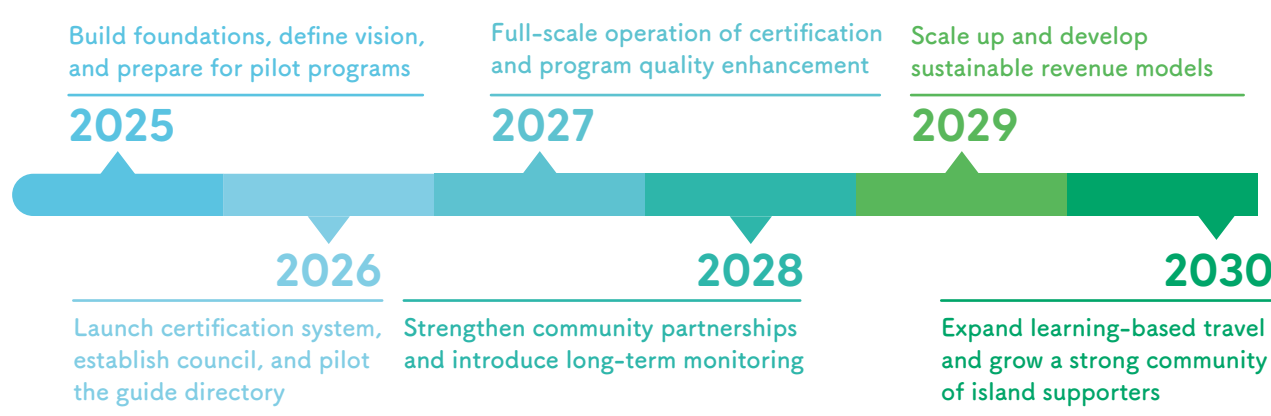 Build foundations, define vision,
and prepare for pilot programs
2025
Full-scale operation of certification
and program quality enhancement
2027
Scale up and develop
sustainable revenue models
2029
2026
Launch certification system,
establish council, and pilot
the guide directory
2028
Strengthen community partnerships
and introduce long-term monitoring
2030
Expand learning-based travel
and grow a strong community
of island supporters